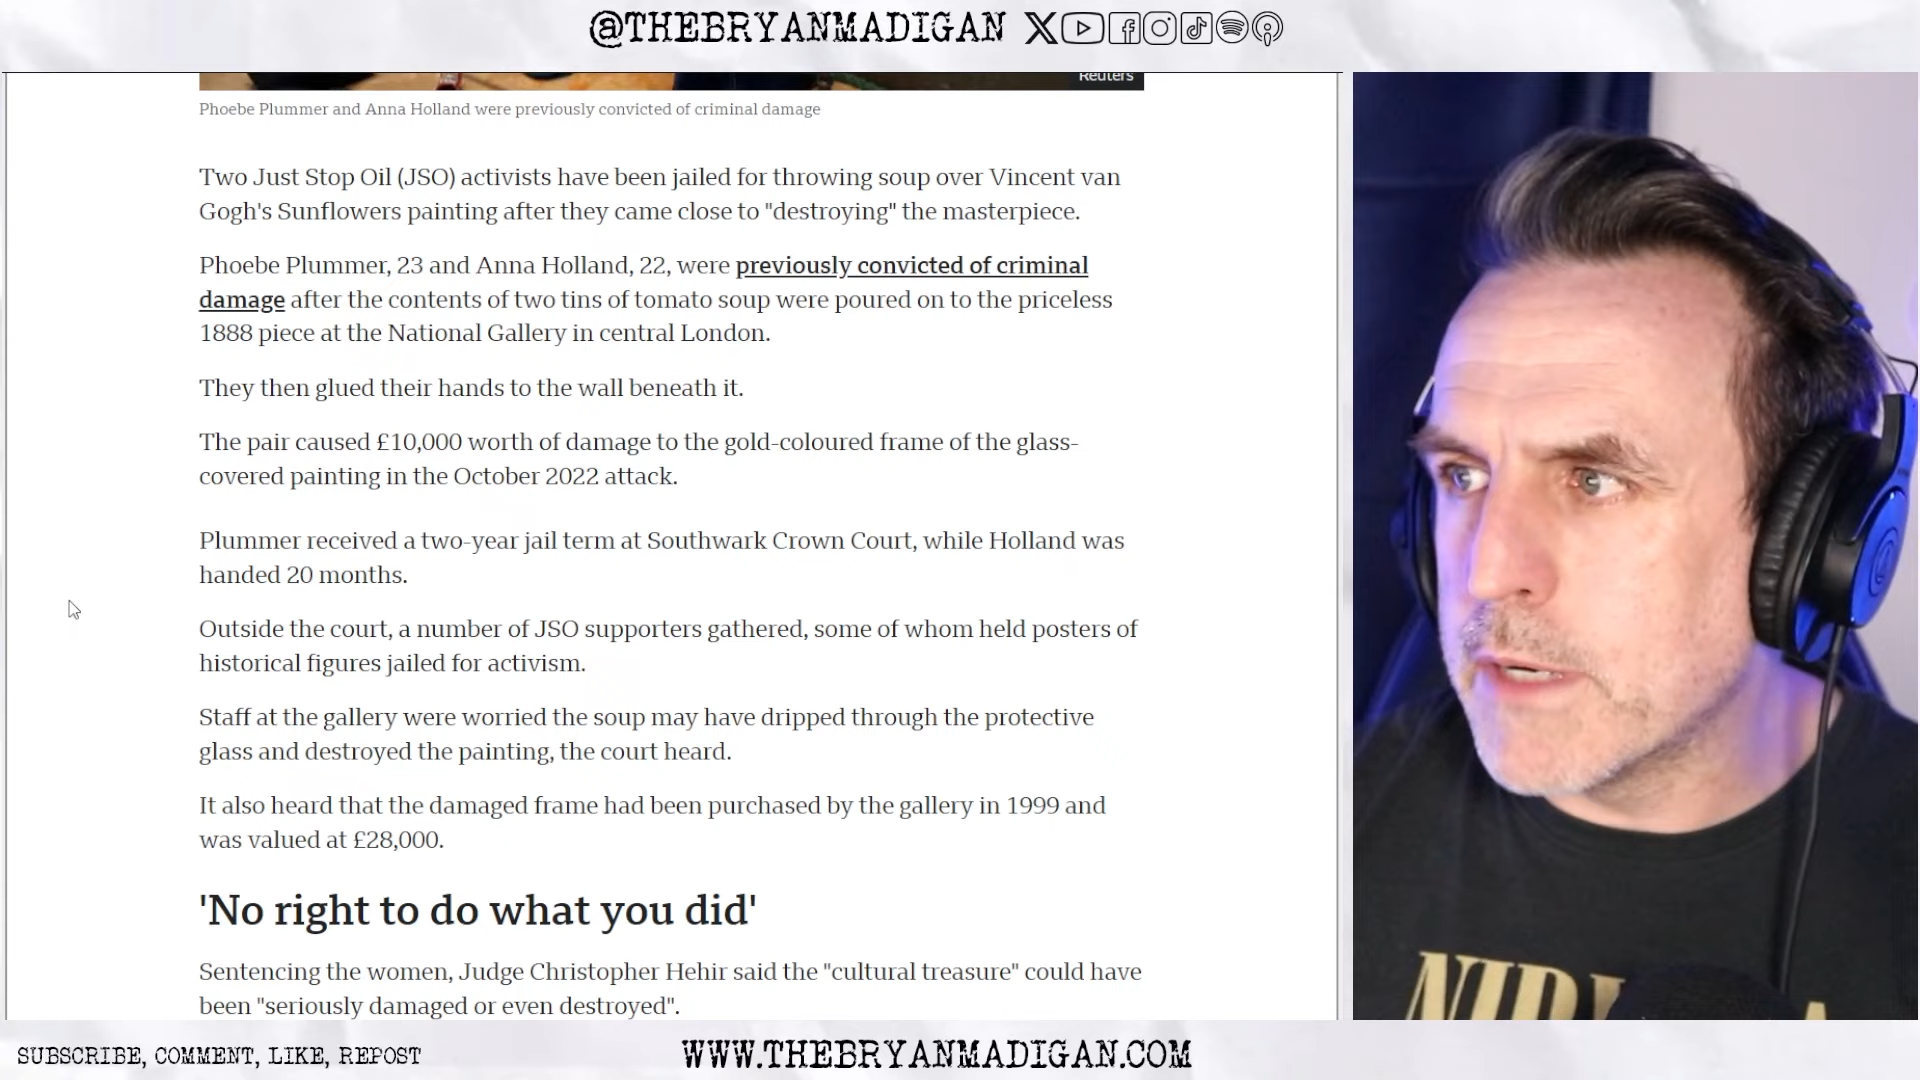 @THEBRYANMADIGAN
Reuters
Phoebe Plummer and Anna Holland were previously convicted of criminal damage
Two Just Stop Oil (JSO) activists have been jailed for throwing soup over Vincent van
Gogh's Sunflowers painting after they came close to "destroying" the masterpiece.
Phoebe Plummer, 23 and Anna Holland, 22, were previously convicted of criminal
damage after the contents of two tins of tomato soup were poured on to the priceless
1888 piece at the National Gallery in central London.
They then glued their hands to the wall beneath it.
The pair caused £10,000 worth of damage to the gold-coloured frame of the glass-
covered painting in the October 2022 attack.
Plummer received a two-year jail term at Southwark Crown Court, while Holland was
handed 20 months.
Outside the court, a number of JSO supporters gathered, some of whom held posters of
historical figures jailed for activism.
Staff at the gallery were worried the soup may have dripped through the protective
glass and destroyed the painting, the court heard.
It also heard that the damaged frame had been purchased by the gallery in 1999 and
was valued at £28,000.
'No right to do what you did'
Sentencing the women, Judge Christopher Hehir said the "cultural treasure" could have
been "seriously damaged or even destroyed".
SUBSCRIBE, COMMENT, LIKE, REPOST
WWW.THEBRYANMADIGAN.COM